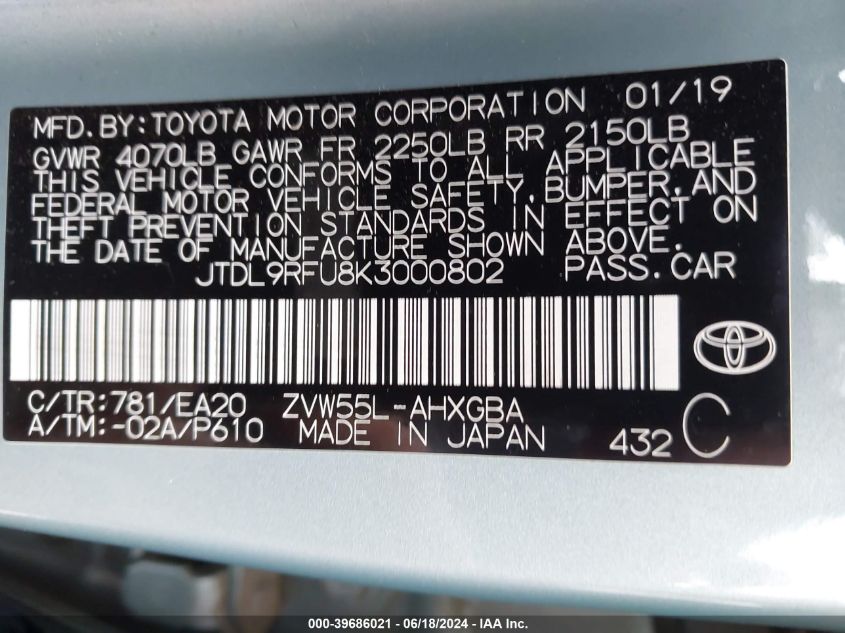 MFD.BY:TOYOTA MOTOR CORPORATION 01/19
GVWR 4070LB GAWR FR 2250LB RR 2150LB
THIS VEHICLE CONFORMS TO ALL APPLICABLE
FEDERAL MOTOR VEHICLE SAFETY,BUMPER,AND
THEFT PREVENTION STANDARDS IN EFFECT ON
THE DATE OF MANUFACTURE SHOWN ABOVE.
JTDL9RFU8K3000802 PASS.CAR
C/TR:781/EA20 ZVW55L-AHXGBA
A/TM:-02A/P610 MADE IN JAPAN 432 C
000-39686021 / 06/18/2024 - IAA Inc.